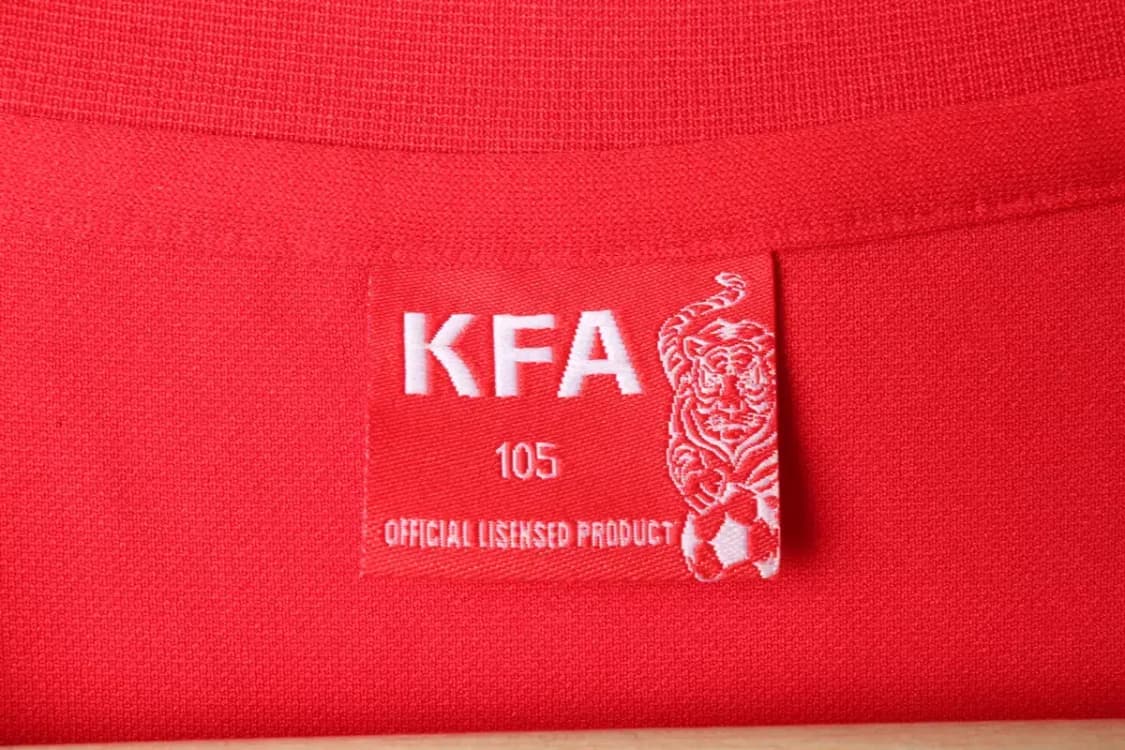 KFA
105
OFFICIAL LISENSED PRODUCT